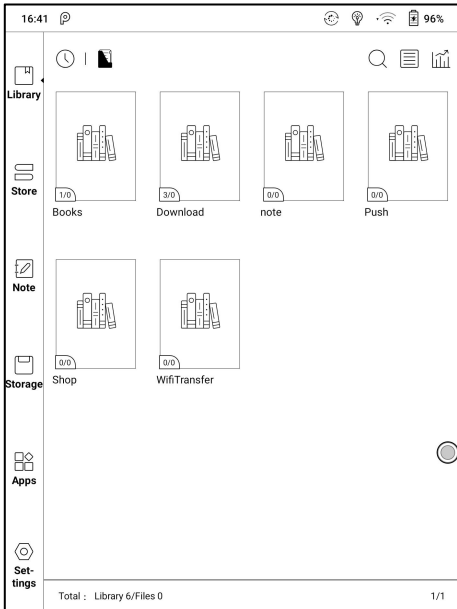 16:41
96%
Library
Store
Note
Storage
Apps
Set-
tings
1/0
Books
3/0
Download
0/0
note
0/0
Push
0/0
Shop
0/0
WifiTransfer
Total： Library 6/Files 0
1/1